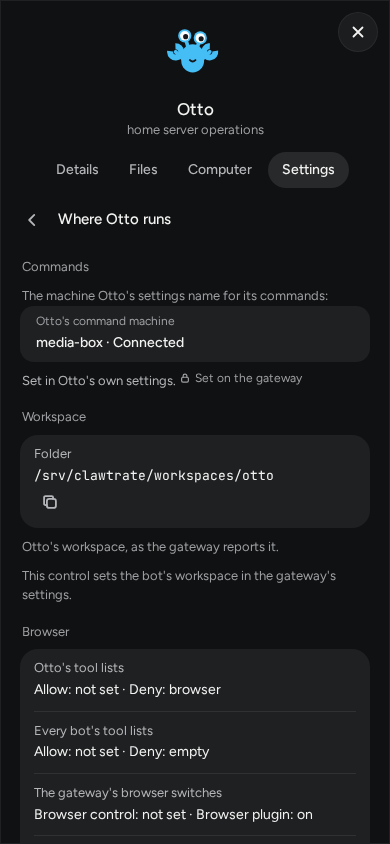 Otto
home server operations
Details Files Computer Settings
Where Otto runs
Commands
The machine Otto's settings name for its commands:
Otto's command machine
media-box · Connected
Set in Otto's own settings. Set on the gateway
Workspace
Folder
/srv/clawtrate/workspaces/otto
Otto's workspace, as the gateway reports it.
This control sets the bot's workspace in the gateway's
settings.
Browser
Otto's tool lists
Allow: not set · Deny: browser
Every bot's tool lists
Allow: not set · Deny: empty
The gateway's browser switches
Browser control: not set · Browser plugin: on